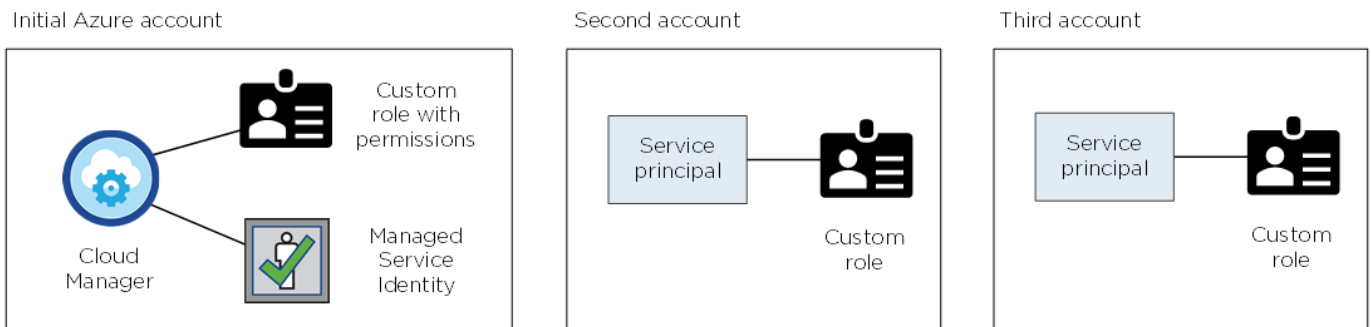 Initial Azure account
Custom
role with
permissions
Cloud
Manager
Managed
Service
Identity
Second account
Service
principal
Custom
role
Third account
Service
principal
Custom
role